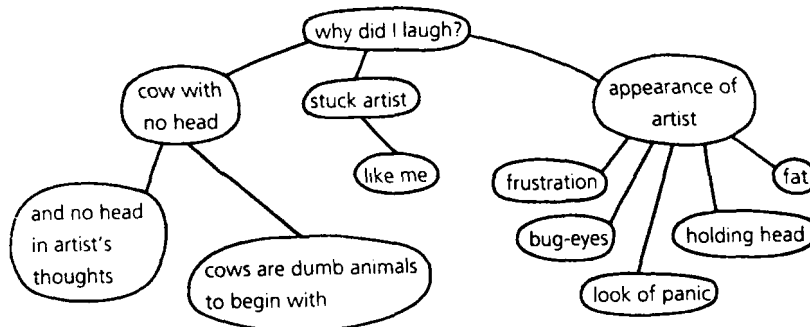 why did I laugh?
cow with
no head
stuck artist
appearance of
artist
like me
frustration
fat
and no head
in artist's
thoughts
bug-eyes
holding head
cows are dumb animals
to begin with
look of panic